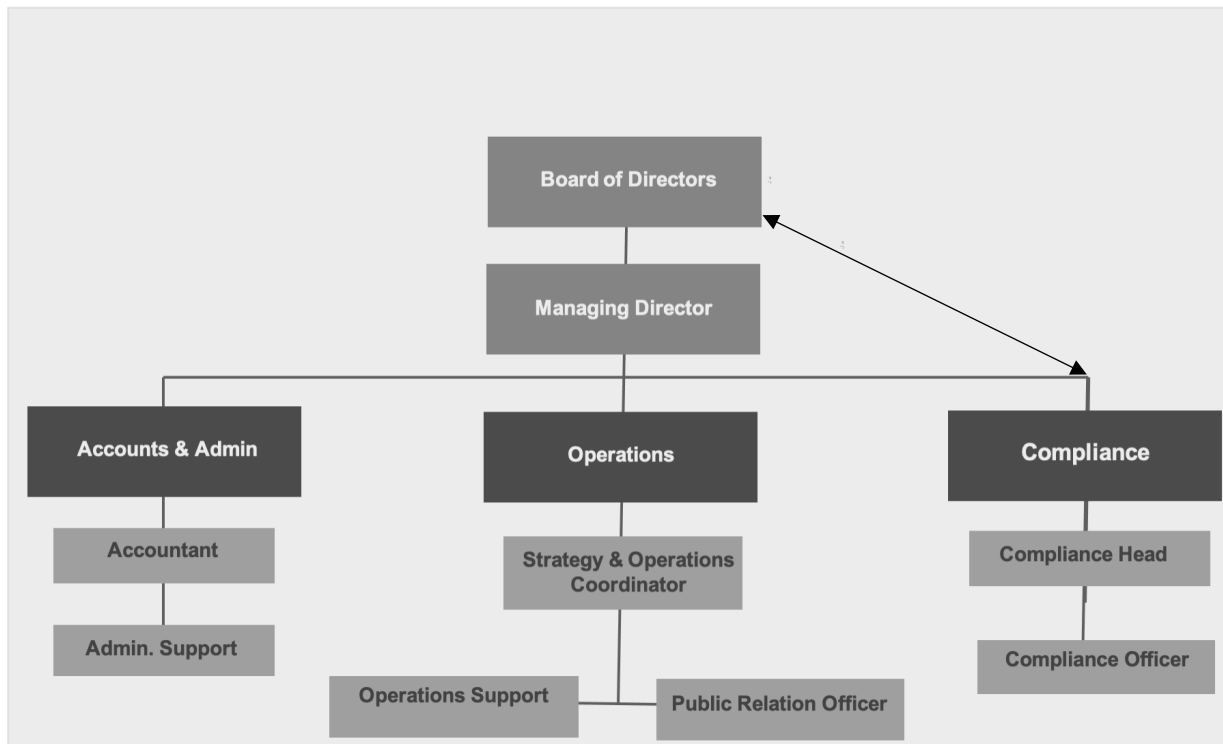 Board of Directors
Managing Director
Accounts & Admin
Operations
Compliance
Accountant
Strategy & Operations
Coordinator
Compliance Head
Admin. Support
Compliance Officer
Operations Support
Public Relation Officer